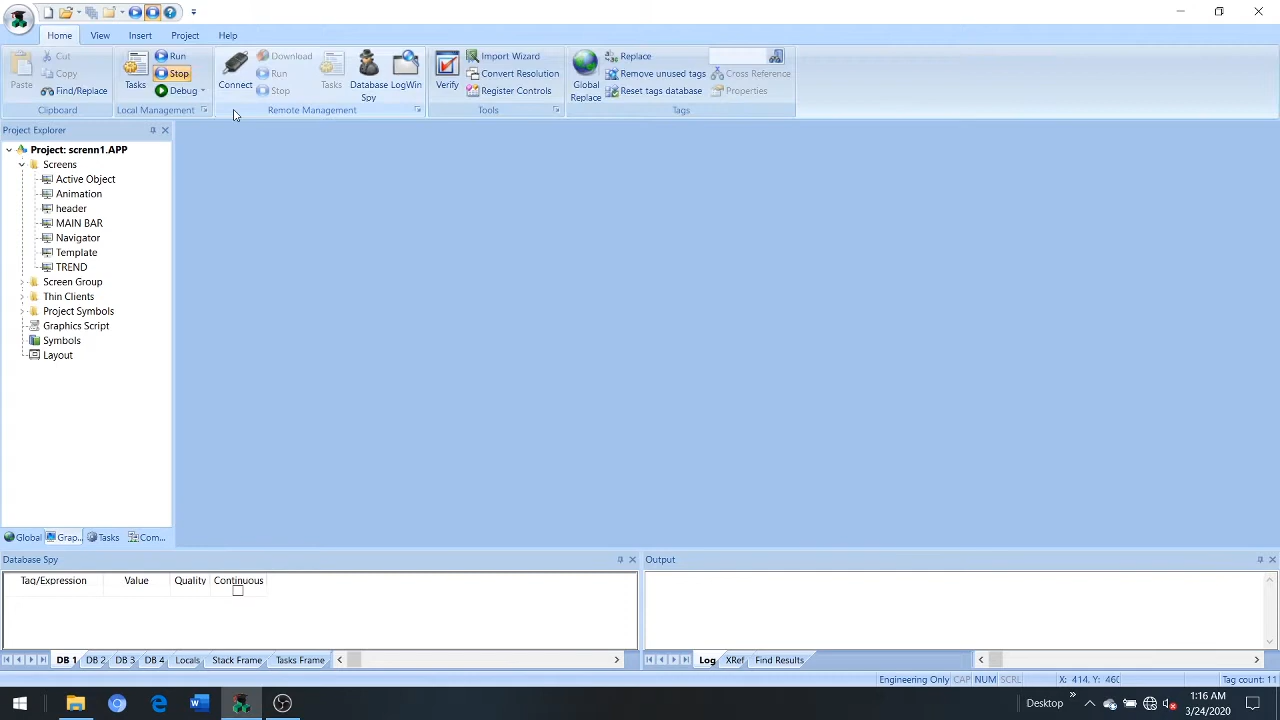 Home View Insert Project Help
Paste Cut Copy Find/Replace Clipboard
Tasks Run Stop Debug Local Management
Connect Download Run Stop Tasks Database Spy LogWin Remote Management
Verify Import Wizard Convert Resolution Register Controls Tools
Global Replace Replace Remove unused tags Reset tags database Cross Reference Properties Tags
Project Explorer
Project: screnn1.APP
Screens
Active Object
Animation
header
MAIN BAR
Navigator
Template
TREND
Screen Group
Thin Clients
Project Symbols
Graphics Script
Symbols
Layout
Global Grap... Tasks Com...
Database Spy
Tag/Expression Value Quality Continuous
DB 1 DB 2 DB 3 DB 4 Locals Stack Frame Tasks Frame
Output
Log XRef Find Results
Engineering Only CAP NUM SCRL X: 414, Y: 460 Tag count: 11
Desktop 1:16 AM
3/24/2020